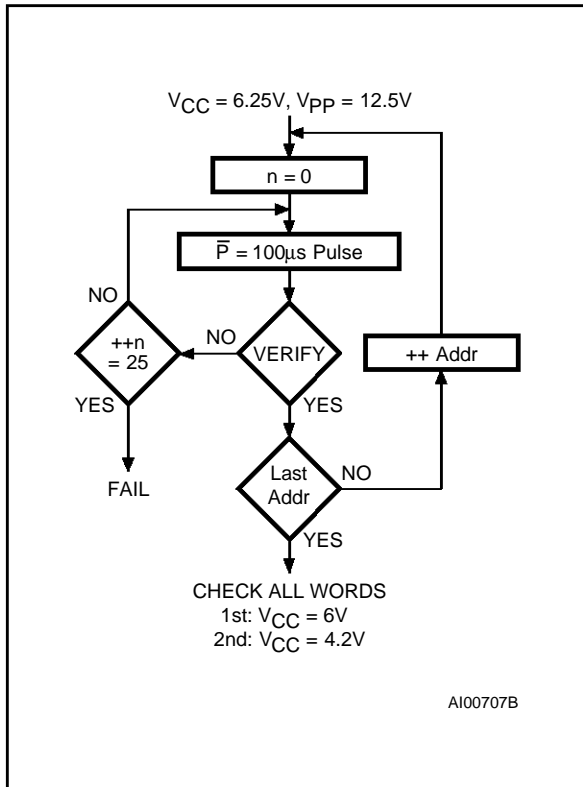 VCC = 6.25V, VPP = 12.5V
n = 0
P̅ = 100µs Pulse
NO
++n
= 25
NO
VERIFY
++ Addr
YES
YES
FAIL
Last
Addr
NO
YES
CHECK ALL WORDS
1st: VCC = 6V
2nd: VCC = 4.2V
AI00707B